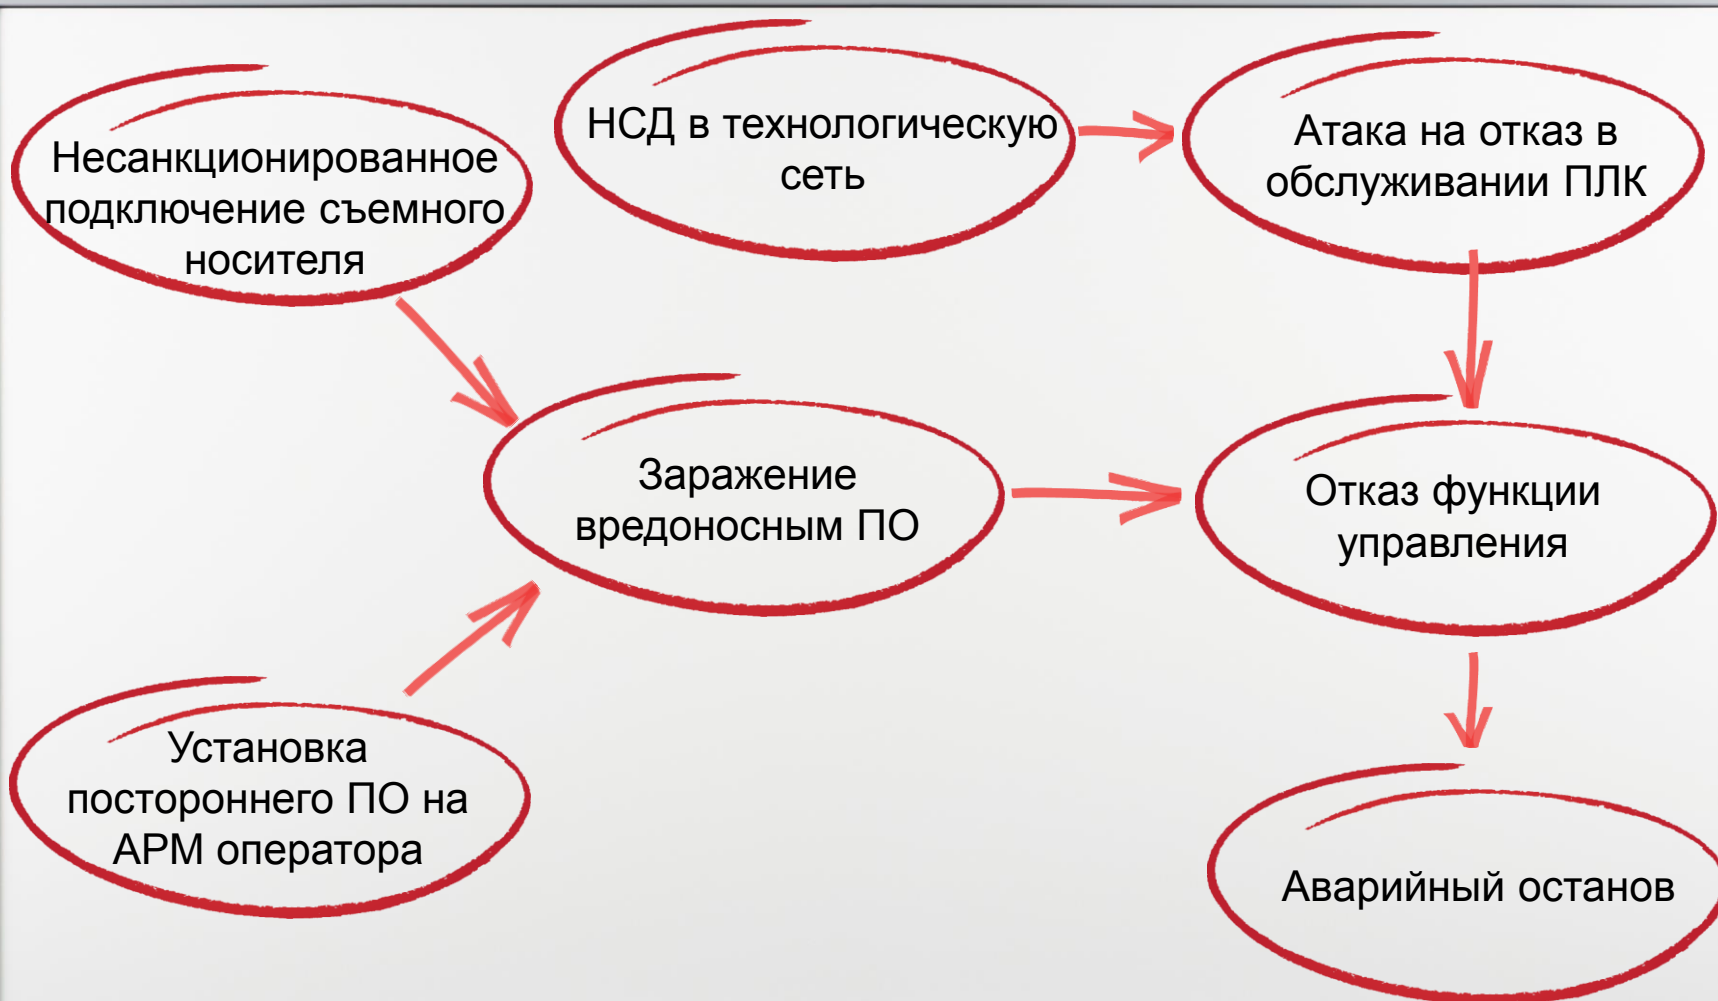 Несанкционированное
подключение съемного
носителя
НСД в технологическую
сеть
Атака на отказ в
обслуживании ПЛК
Заражение
вредоносным ПО
Отказ функции
управления
Установка
постороннего ПО на
АРМ оператора
Аварийный останов